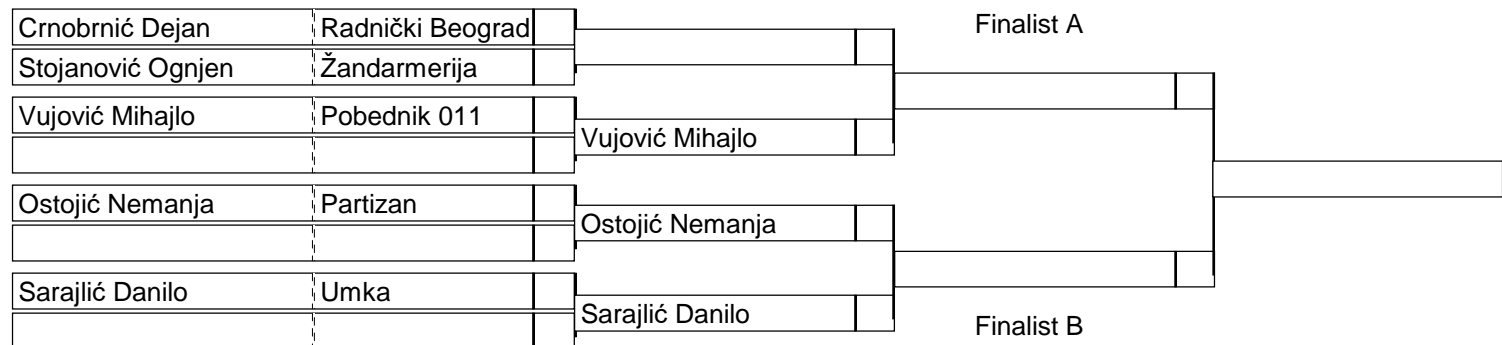 Crnobrnić Dejan Radnički Beograd
Stojanović Ognjen Žandarmerija
Vujović Mihajlo Pobednik 011
Ostojić Nemanja Partizan
Sarajlić Danilo Umka
Vujović Mihajlo
Ostojić Nemanja
Sarajlić Danilo
Finalist A
Finalist B